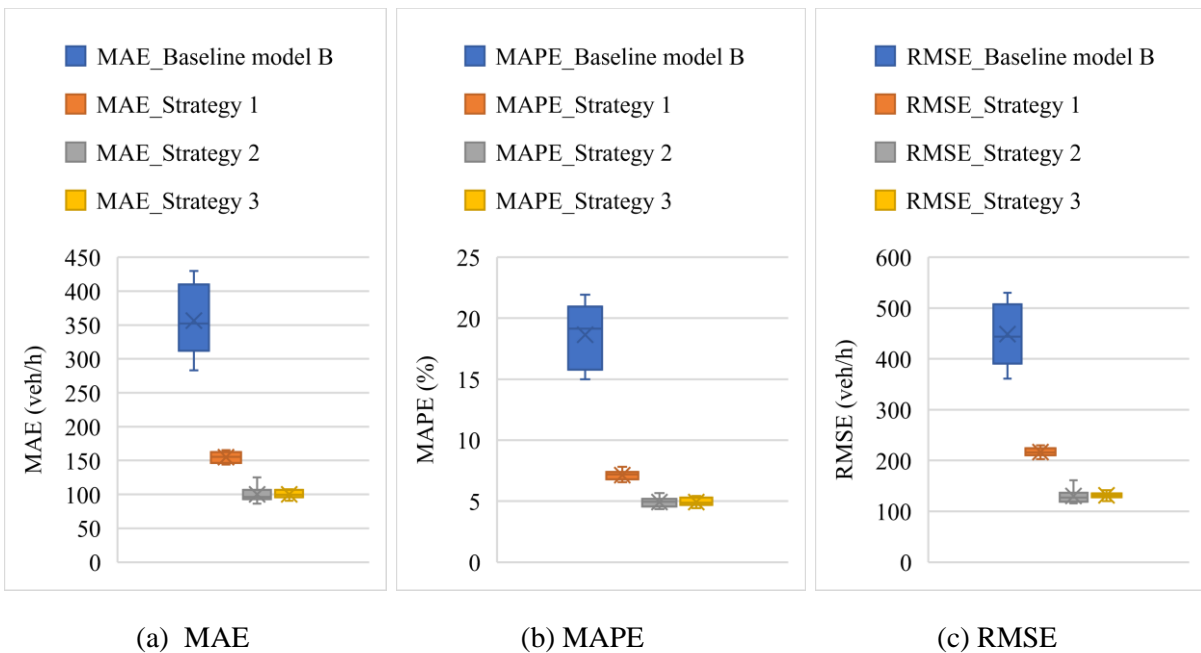 MAE_Baseline model B
MAE_Strategy 1
MAE_Strategy 2
MAE_Strategy 3
450
400
350
300
250
200
150
100
50
0
MAE (veh/h)
MAPE_Baseline model B
MAPE_Strategy 1
MAPE_Strategy 2
MAPE_Strategy 3
25
20
15
10
5
0
MAPE (%)
RMSE_Baseline model B
RMSE_Strategy 1
RMSE_Strategy 2
RMSE_Strategy 3
600
500
400
300
200
100
0
RMSE (veh/h)
(a) MAE
(b) MAPE
(c) RMSE